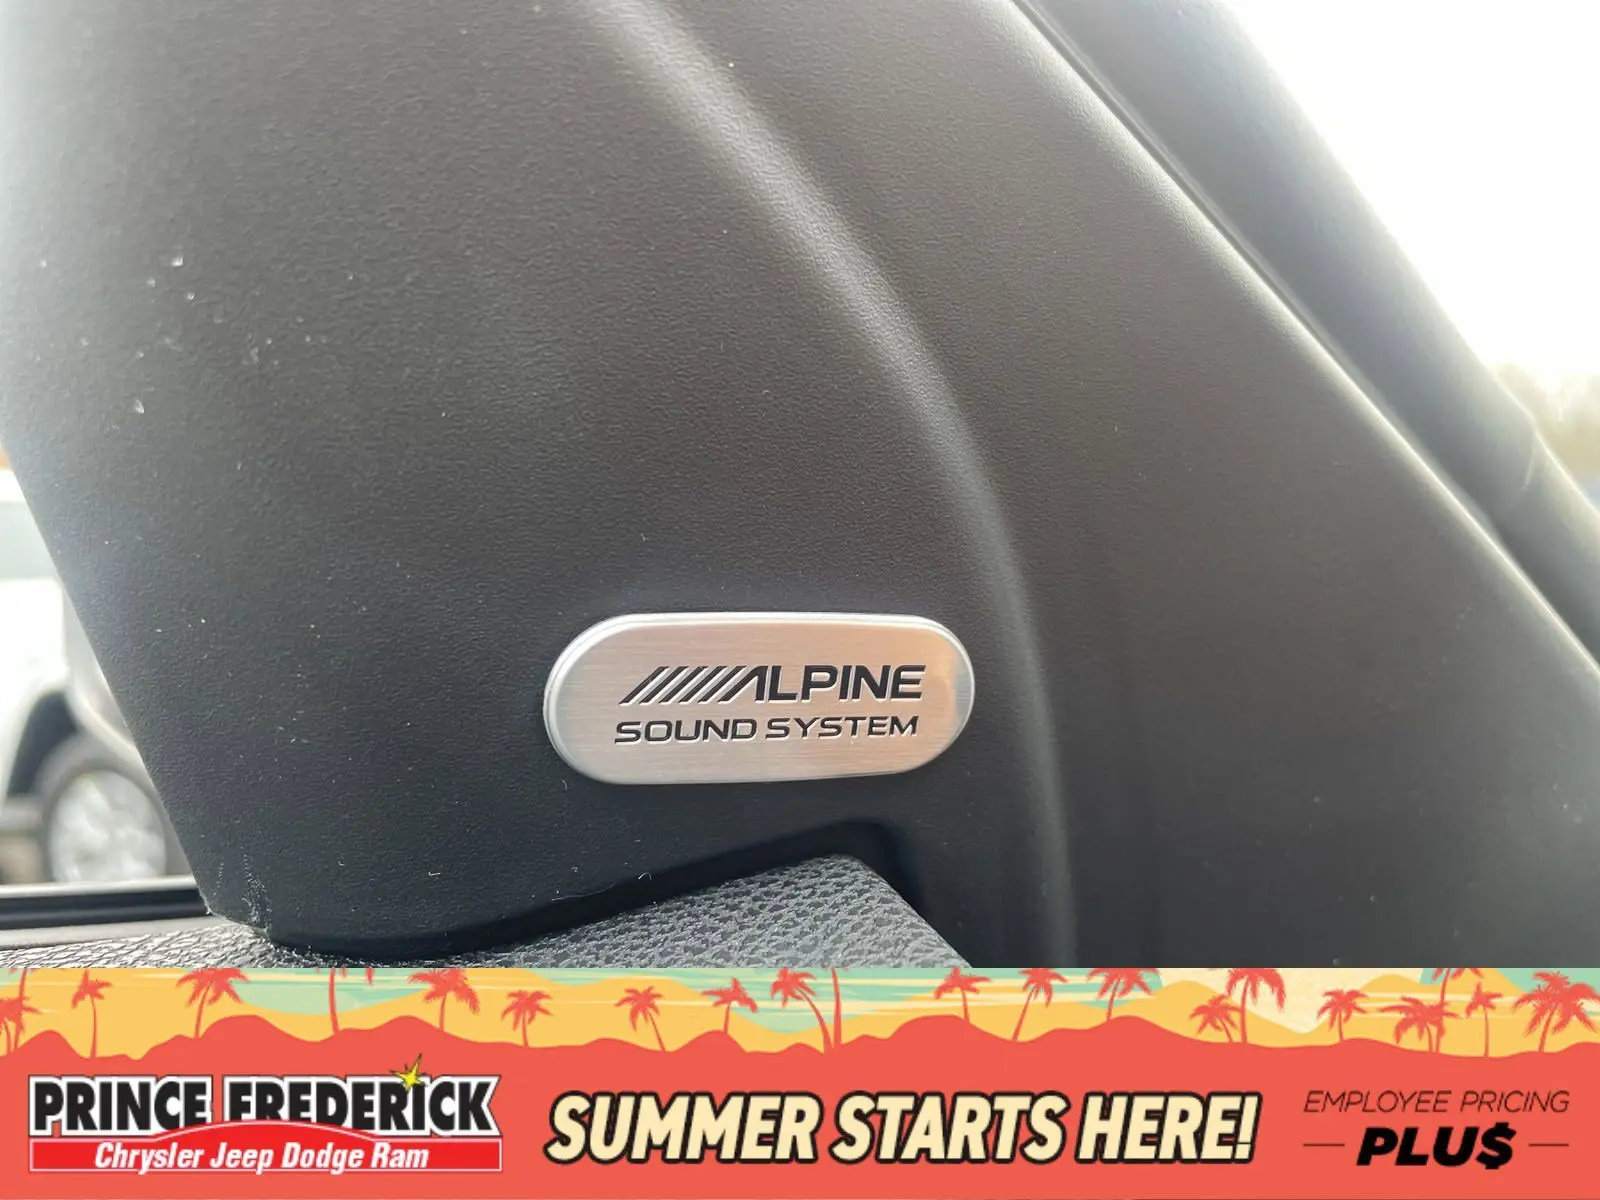 ALPINE
SOUND SYSTEM
PRINCE FREDERICK
Chrysler Jeep Dodge Ram
SUMMER STARTS HERE!
EMPLOYEE PRICING
PLU$